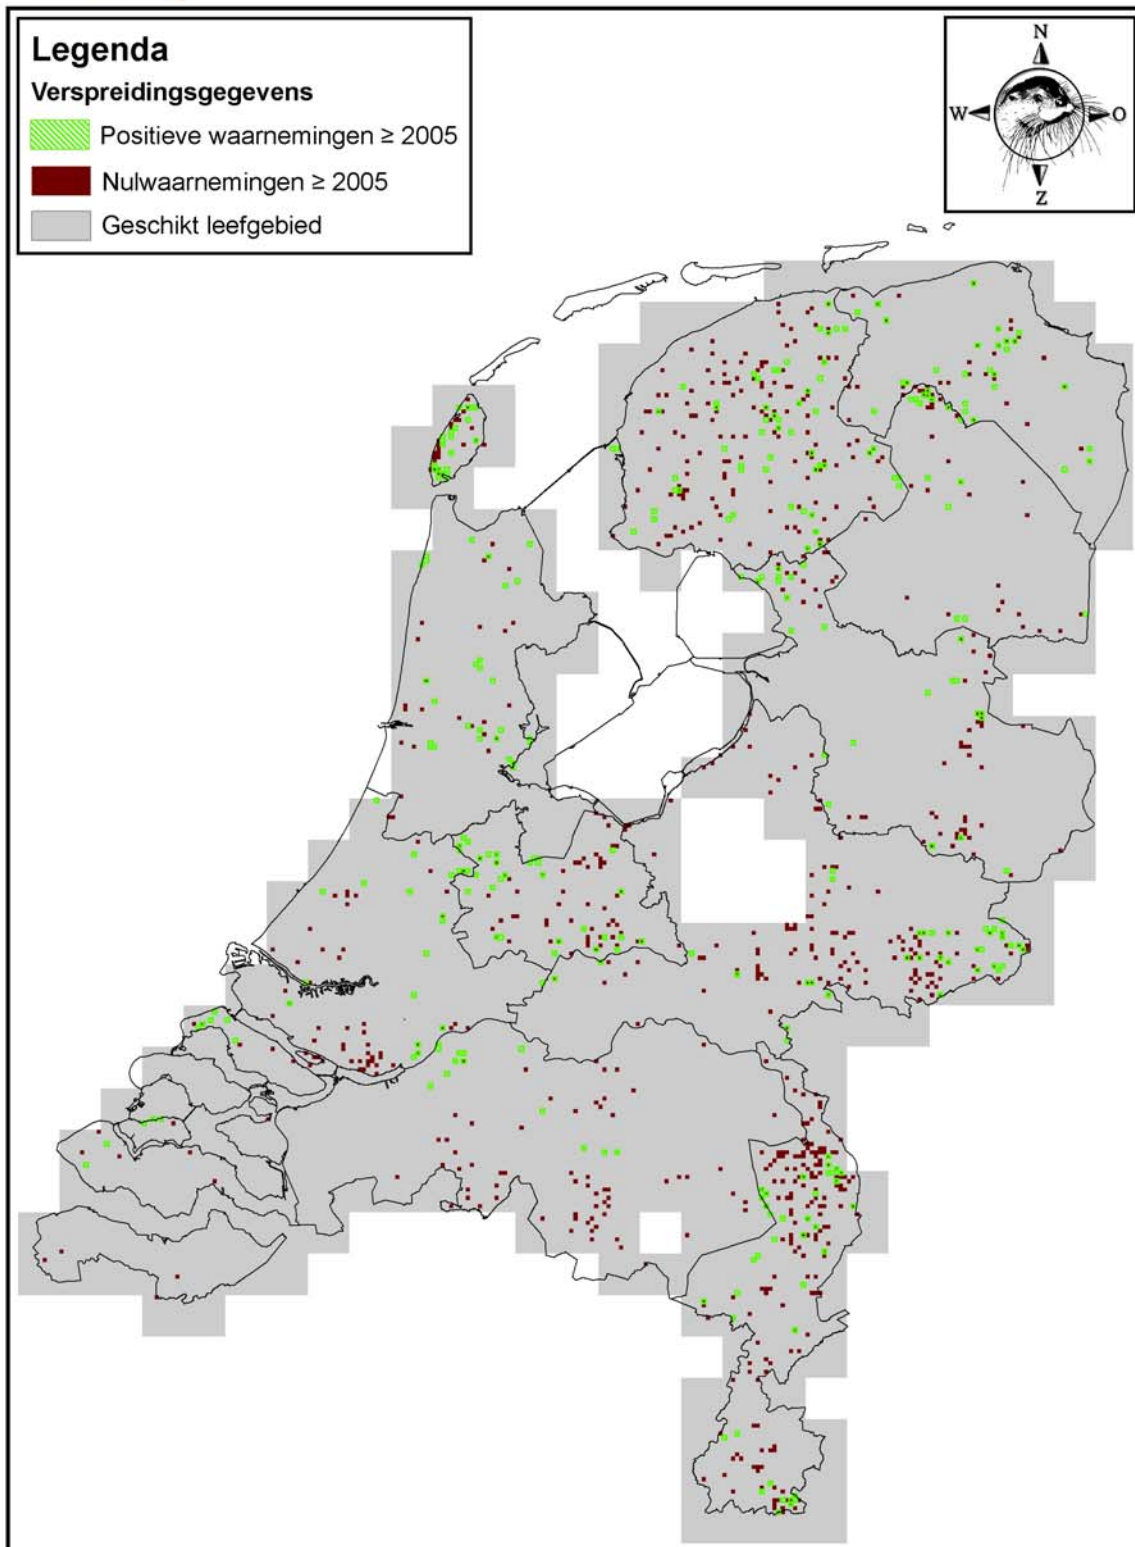 Legenda
Verspreidingsgegevens
Positieve waarnemingen ≥ 2005
Nulwaarnemingen ≥ 2005
Geschikt leefgebied
N
W O
Z